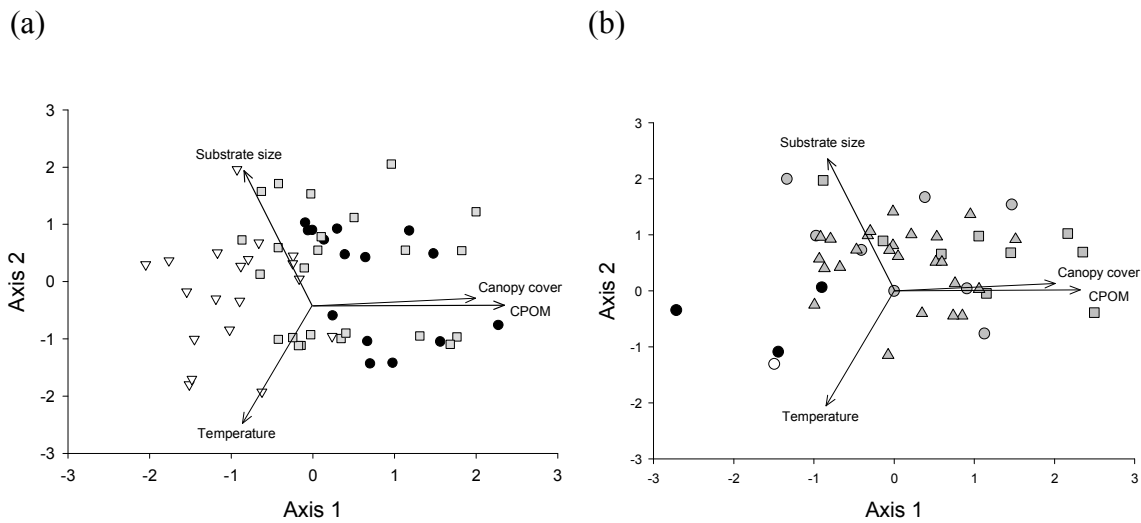 (a)
(b)
3
2
1
0
-1
-2
-3
Axis 2
Substrate size
Canopy cover
CPOM
Temperature
-3 -2 -1 0 1 2 3
Axis 1
3
2
1
0
-1
-2
-3
Axis 2
Substrate size
Canopy cover
CPOM
Temperature
-3 -2 -1 0 1 2 3
Axis 1